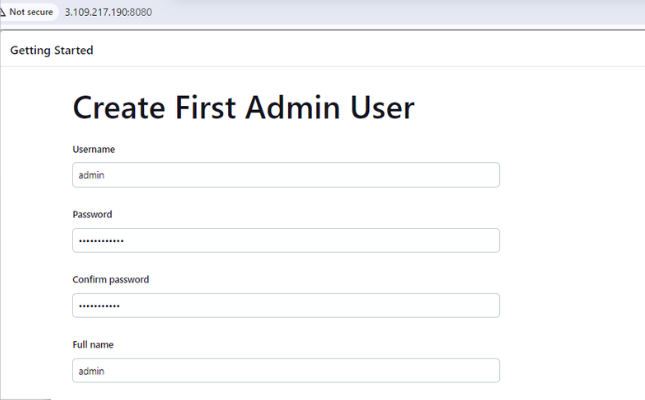 Not secure 3.109.217.190:8080
Getting Started
Create First Admin User
Username
admin
Password
••••••••••••
Confirm password
•••••••••••
Full name
admin